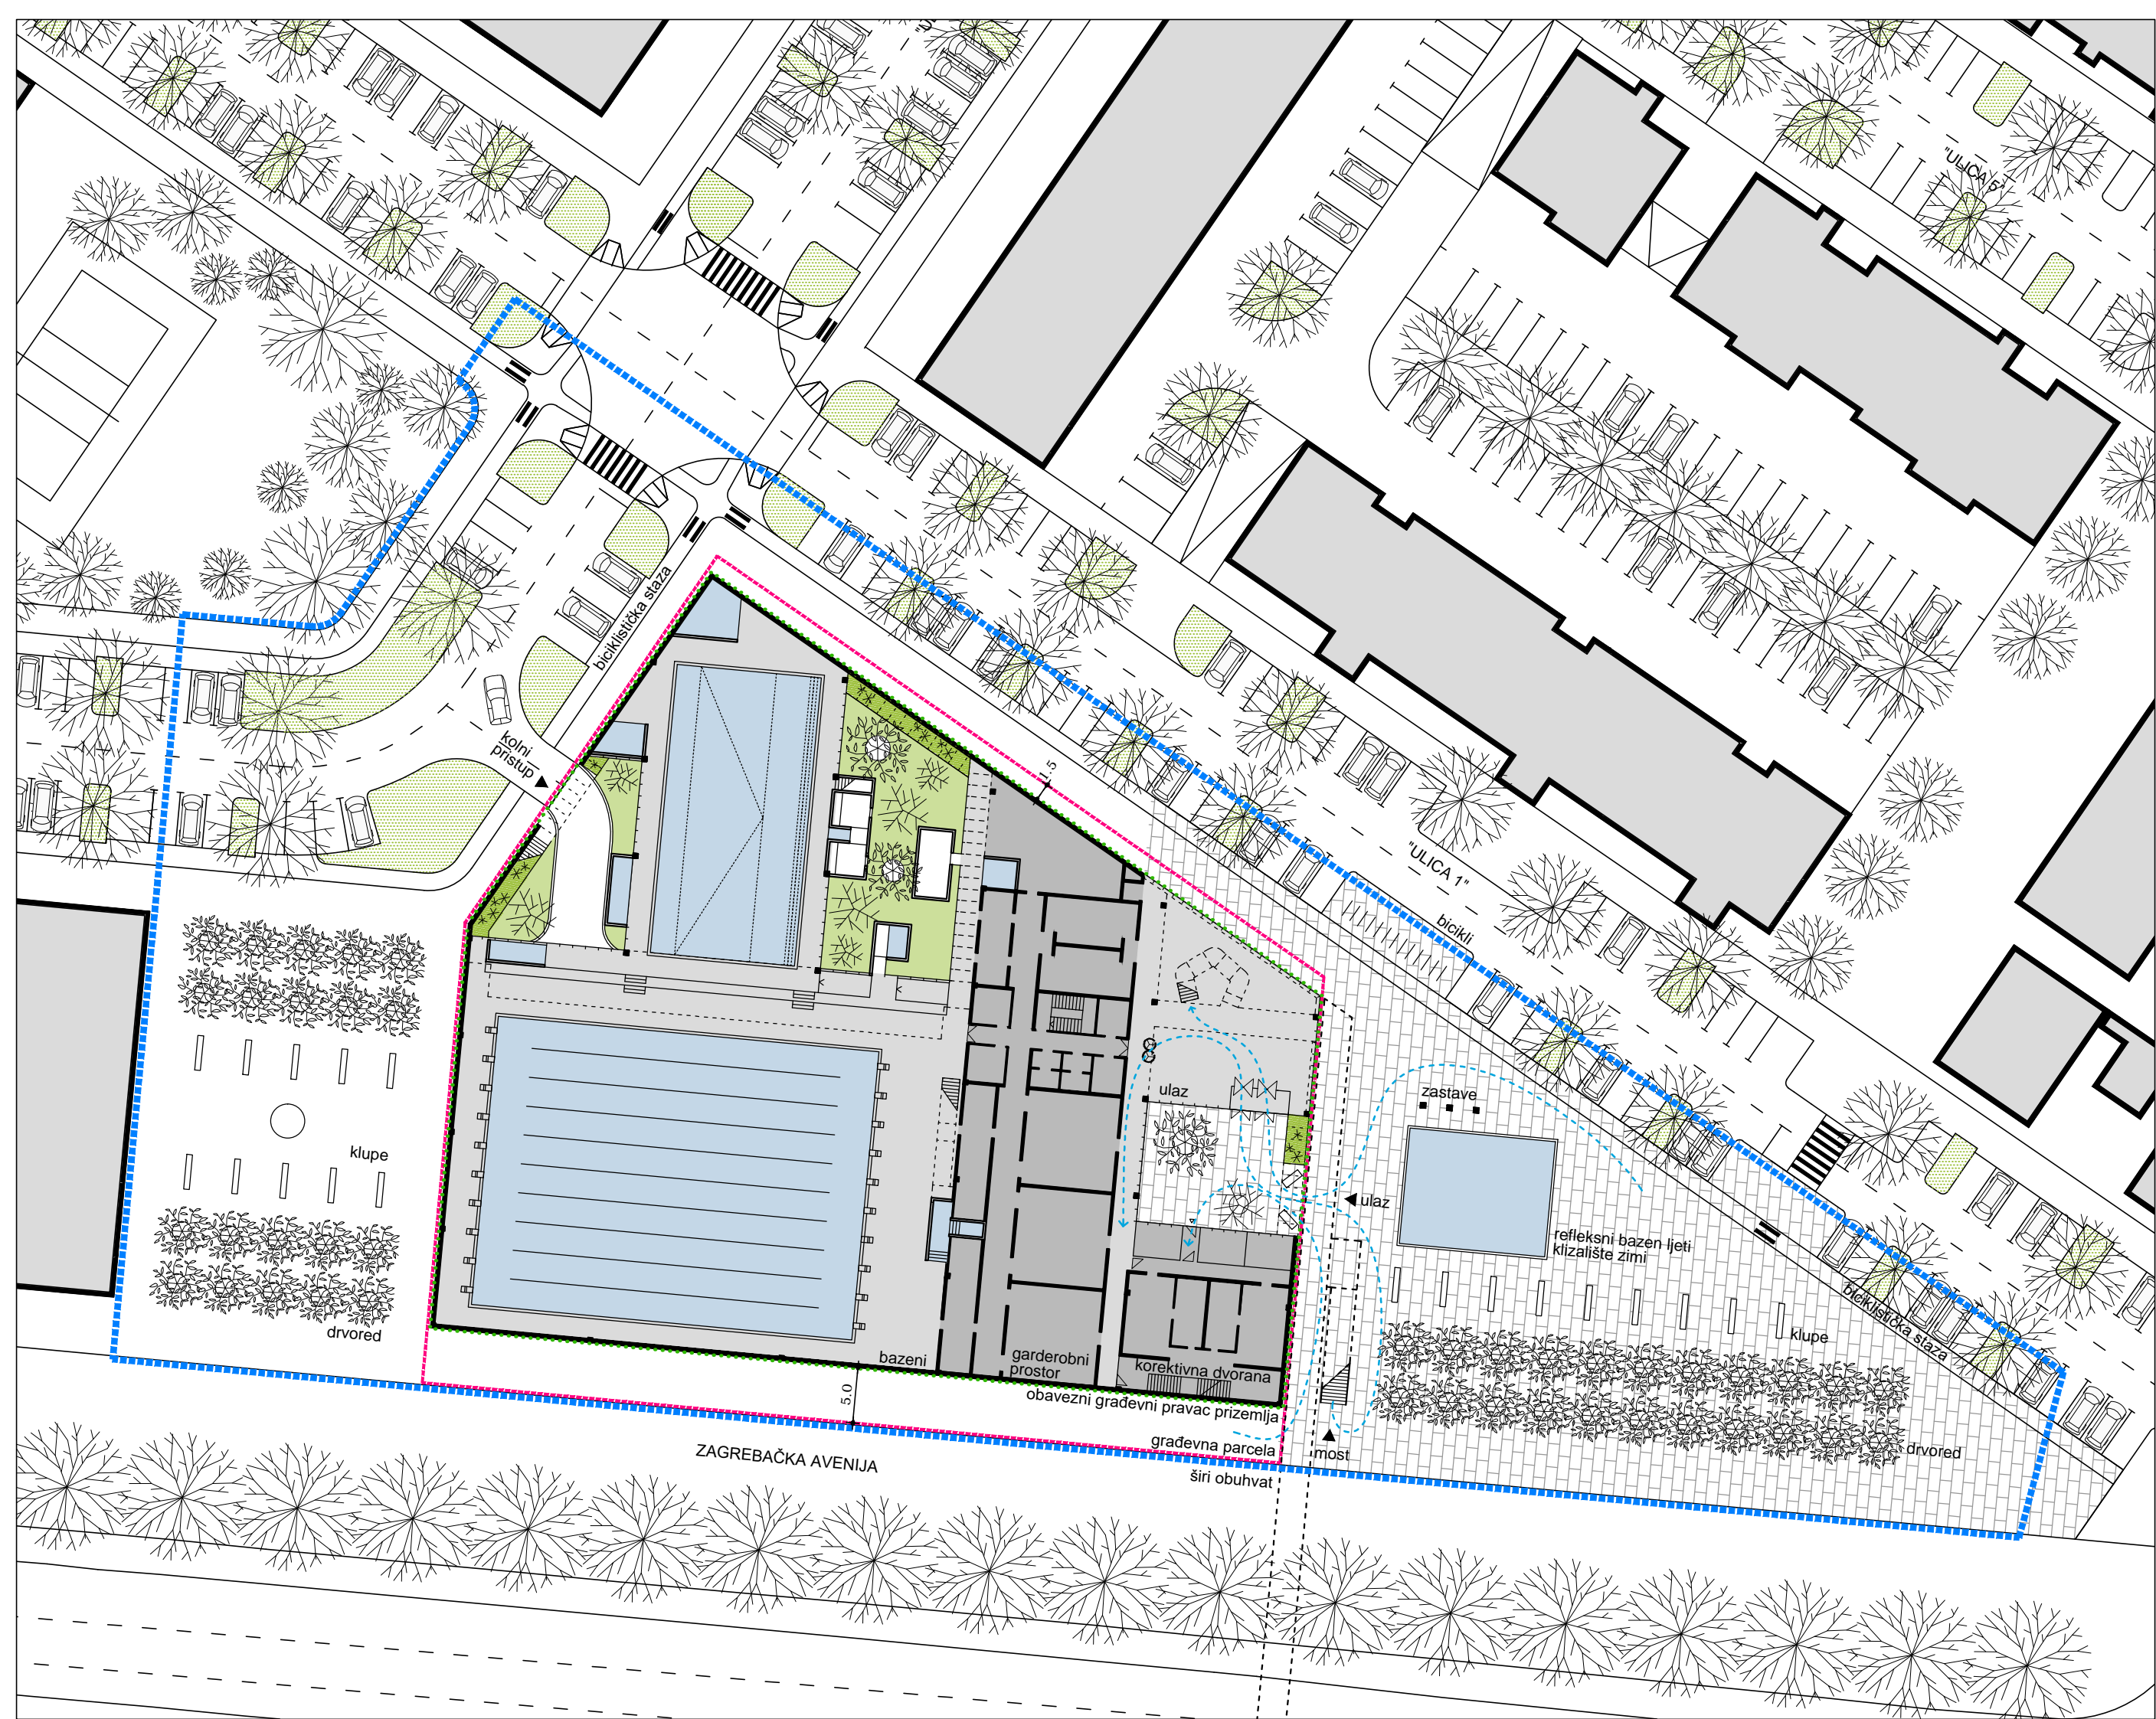 "ULICA 5"
biciklistička staza
kolni
pristup
1.5
"ULICA 1"
bicikli
zastave
ulaz
klupe
ulaz
refleksni bazen ljeti
klizalište zimi
biciklistička staza
klupe
drvored
bazeni
garderobni
prostor
korektivna dvorana
obavezni građevni pravac prizemlja
5.0
građevna parcela
most
drvored
ZAGREBAČKA AVENIJA
širi obuhvat